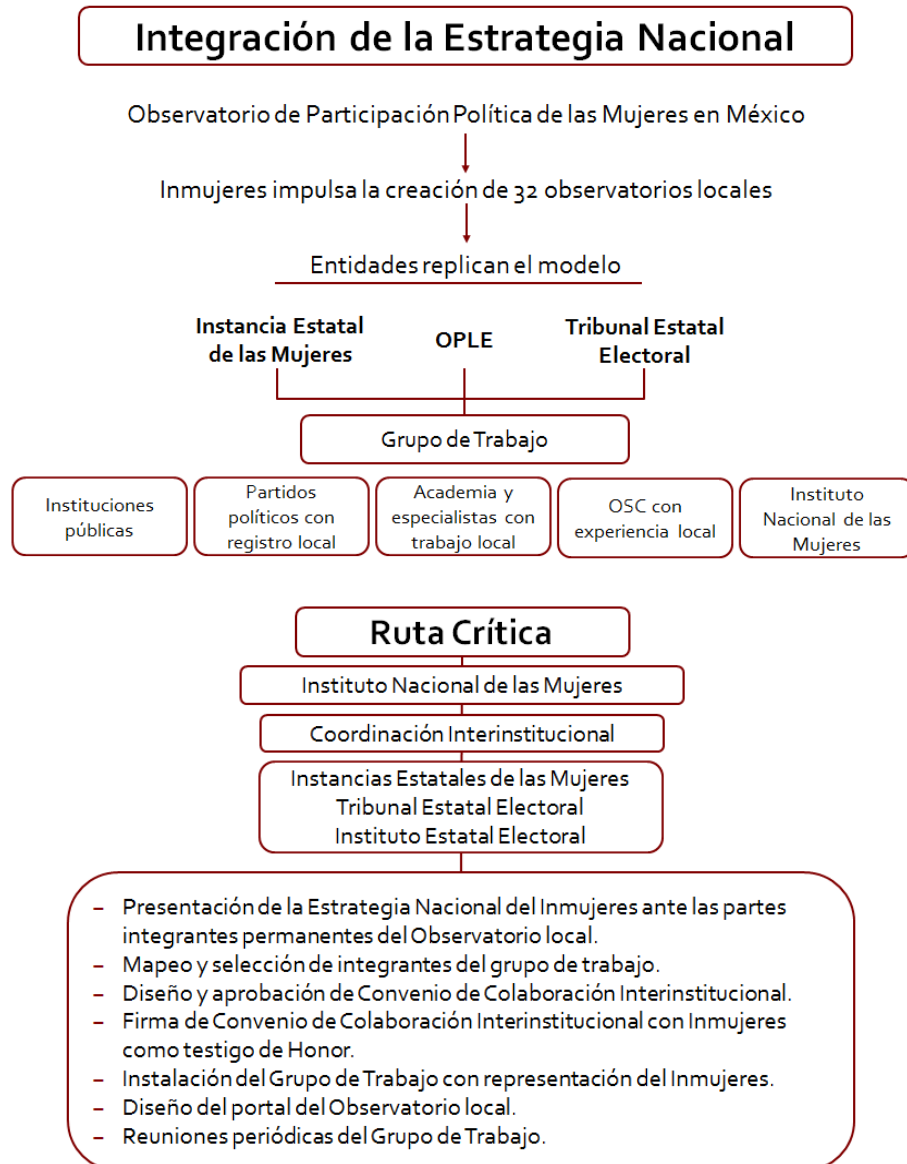 Integración de la Estrategia Nacional
Observatorio de Participación Política de las Mujeres en México
Inmujeres impulsa la creación de 32 observatorios locales
Entidades replican el modelo
Instancia Estatal
de las Mujeres
OPLE
Tribunal Estatal
Electoral
Grupo de Trabajo
Instituciones
públicas
Partidos
políticos con
registro local
Academia y
especialistas con
trabajo local
OSC con
experiencia local
Instituto
Nacional de las
Mujeres
Ruta Crítica
Instituto Nacional de las Mujeres
Coordinación Interinstitucional
Instancias Estatales de las Mujeres
Tribunal Estatal Electoral
Instituto Estatal Electoral
– Presentación de la Estrategia Nacional del Inmujeres ante las partes
integrantes permanentes del Observatorio local.
– Mapeo y selección de integrantes del grupo de trabajo.
– Diseño y aprobación de Convenio de Colaboración Interinstitucional.
– Firma de Convenio de Colaboración Interinstitucional con Inmujeres
como testigo de Honor.
– Instalación del Grupo de Trabajo con representación del Inmujeres.
– Diseño del portal del Observatorio local.
– Reuniones periódicas del Grupo de Trabajo.